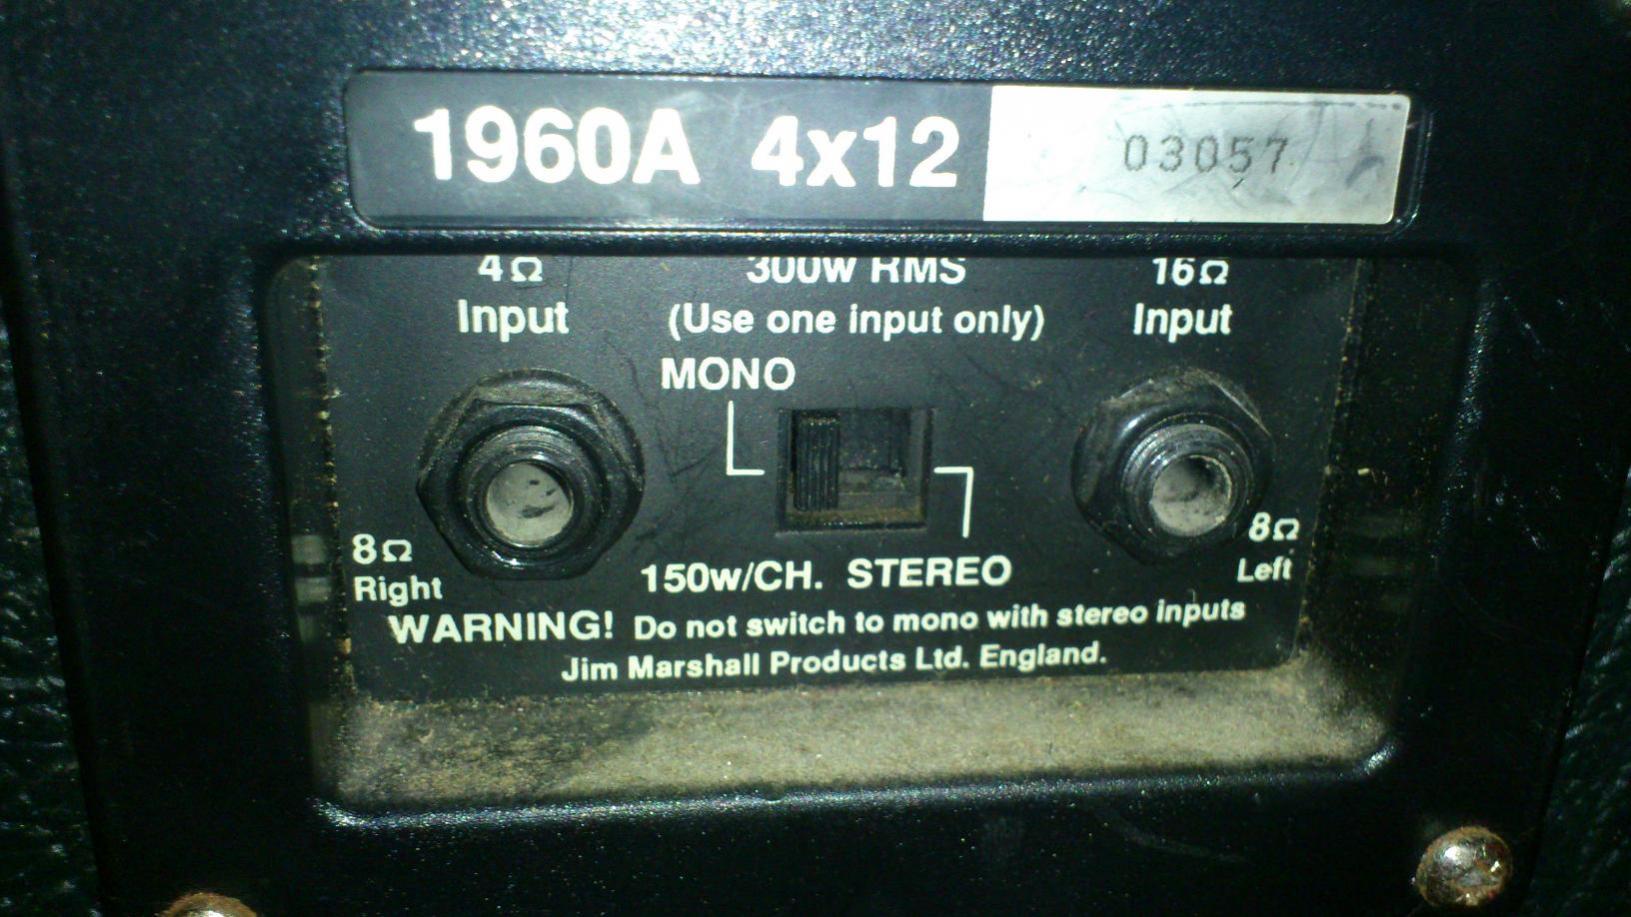 1960A 4x12 03057
4Ω 300W RMS 16Ω
Input (Use one input only) Input
MONO
8Ω 8Ω
Right 150w/CH. STEREO Left
WARNING! Do not switch to mono with stereo inputs
Jim Marshall Products Ltd. England.